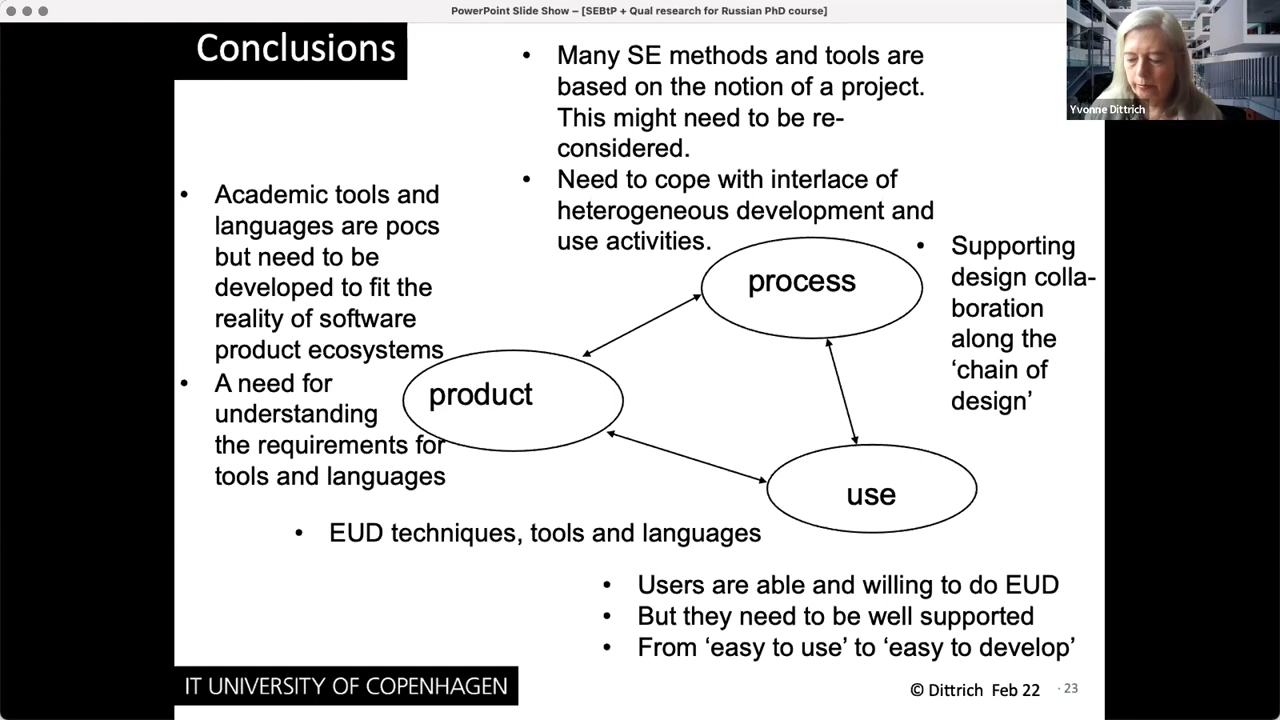 PowerPoint Slide Show – [SEBtP + Qual research for Russian PhD course]
Conclusions
• Many SE methods and tools are
based on the notion of a project.
This might need to be re-
considered.
• Need to cope with interlace of
heterogeneous development and
use activities.
Yvonne Dittrich
• Academic tools and
languages are pocs
but need to be
developed to fit the
reality of software
product ecosystems
• A need for
understanding
the requirements for
tools and languages
process
• Supporting
design colla-
boration
along the
‘chain of
design’
product
use
• EUD techniques, tools and languages
• Users are able and willing to do EUD
• But they need to be well supported
• From ‘easy to use’ to ‘easy to develop’
IT UNIVERSITY OF COPENHAGEN
© Dittrich Feb 22 · 23